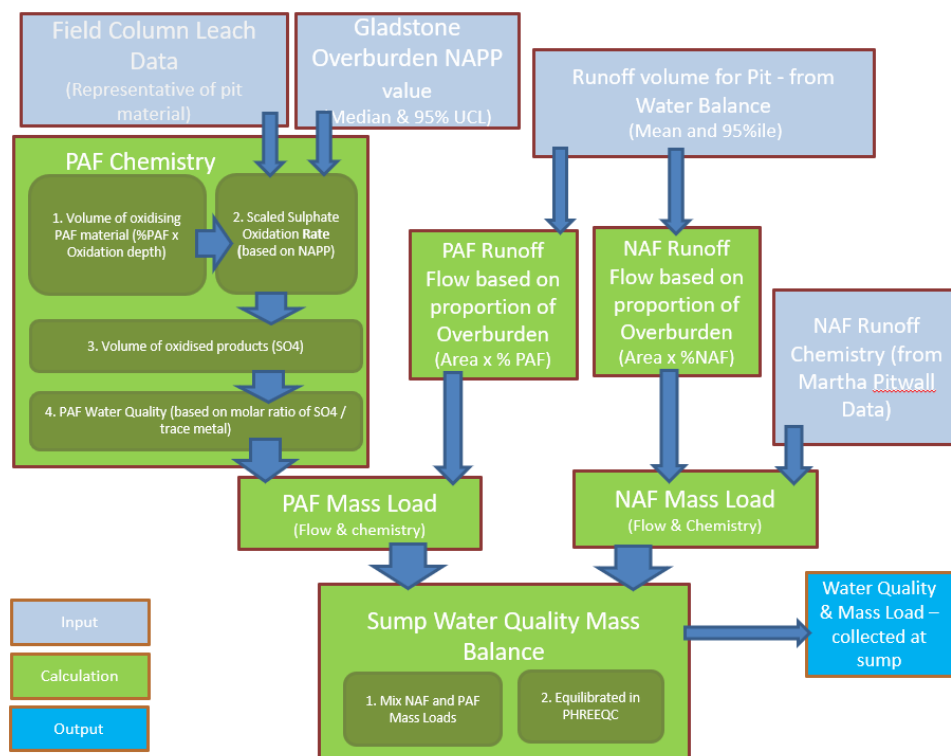 Field Column Leach
Data
(Representative of pit
material)
Gladstone
Overburden NAPP
value
(Median & 95% UCL)
Runoff volume for Pit - from
Water Balance
(Mean and 95%ile)
PAF Chemistry
1. Volume of oxidising
PAF material (%PAF x
Oxidation depth)
2. Scaled Sulphate
Oxidation Rate
(based on NAPP)
3. Volume of oxidised products (SO4)
4. PAF Water Quality (based on molar ratio of SO4 /
trace metal)
PAF Runoff
Flow based on
proportion of
Overburden
(Area x % PAF)
NAF Runoff
Flow based on
proportion of
Overburden
(Area x %NAF)
NAF Runoff
Chemistry (from
Martha Pitwall
Data)
PAF Mass Load
(Flow & chemistry)
NAF Mass Load
(Flow & Chemistry)
Sump Water Quality Mass
Balance
1. Mix NAF and PAF
Mass Loads
2. Equilibrated in
PHREEQC
Water Quality
& Mass Load –
collected at
sump
Input
Calculation
Output